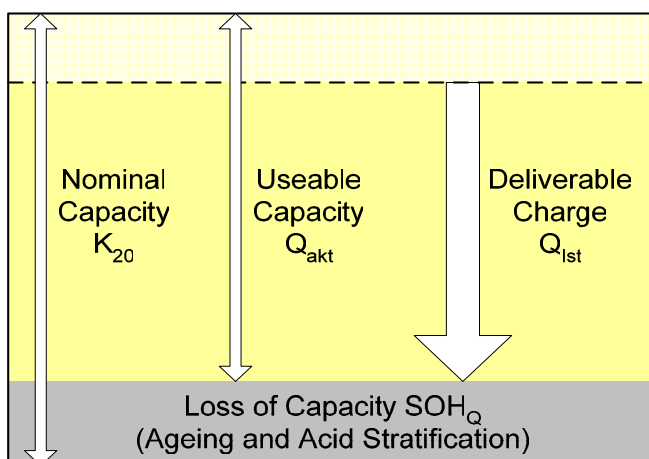 Nominal
Capacity
K20
Useable
Capacity
Qakt
Deliverable
Charge
QIst
Loss of Capacity SOHQ
(Ageing and Acid Stratification)